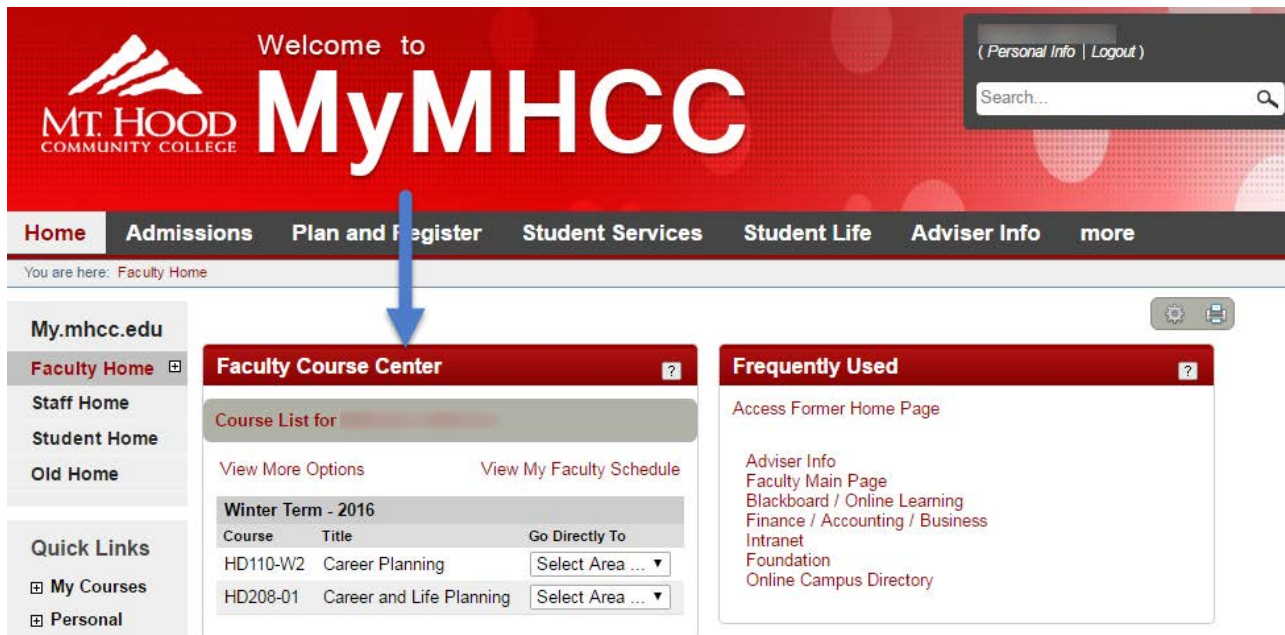 MT. HOOD
COMMUNITY COLLEGE
Welcome to
MyMHCC
( Personal Info | Logout )
Search...
Home Admissions Plan and Register Student Services Student Life Adviser Info more
You are here: Faculty Home
My.mhcc.edu
Faculty Home
Staff Home
Student Home
Old Home
Quick Links
My Courses
Personal
Faculty Course Center ?
Course List for
View More Options View My Faculty Schedule
Winter Term - 2016
Course Title Go Directly To
HD110-W2 Career Planning Select Area ...
HD208-01 Career and Life Planning Select Area ...
Frequently Used ?
Access Former Home Page
Adviser Info
Faculty Main Page
Blackboard / Online Learning
Finance / Accounting / Business
Intranet
Foundation
Online Campus Directory